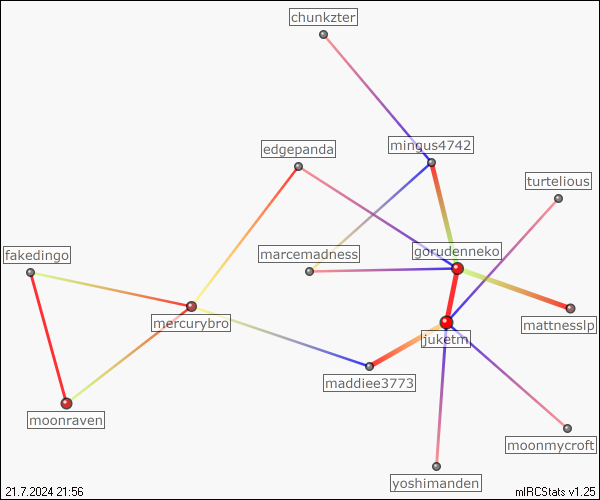 chunkzter
mingus4742
edgepanda
turtelious
gorudenneko
marcemadness
fakedingo
mercurybro
mattnesslp
juketm
maddiee3773
moonraven
moonmycroft
yoshimanden
21.7.2024 21:56
mIRCStats v1.25